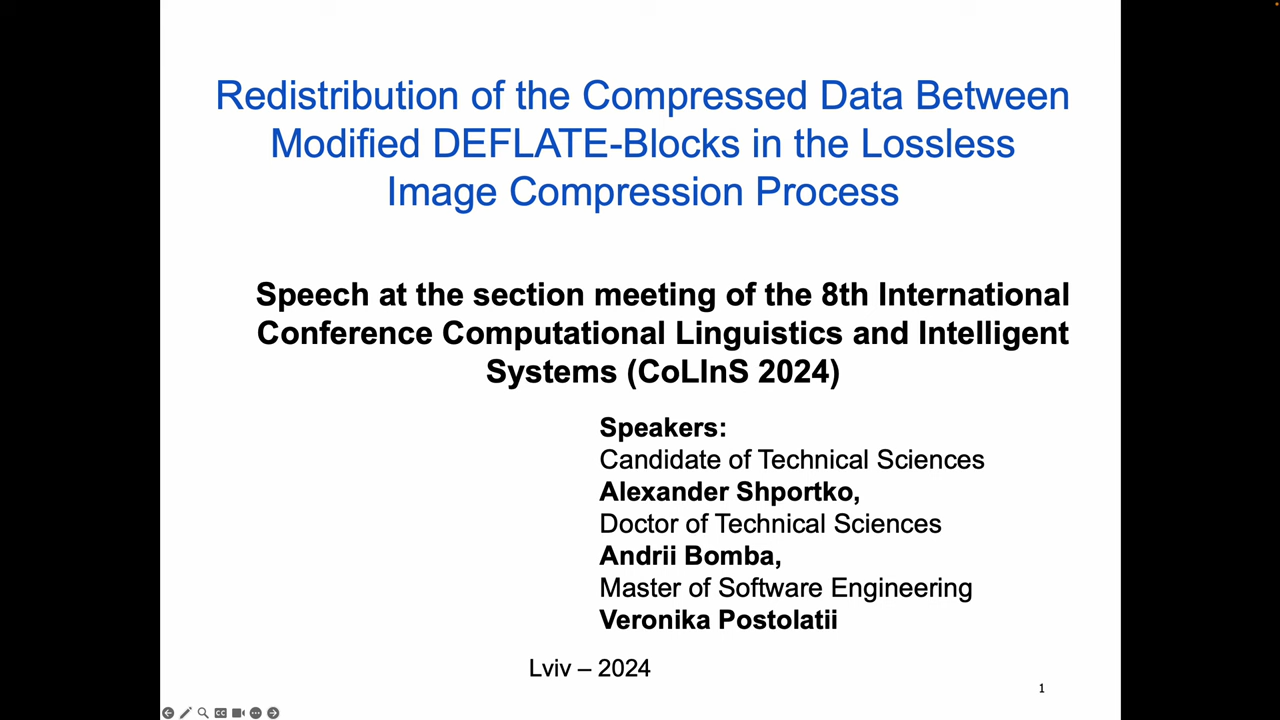 Redistribution of the Compressed Data Between
Modified DEFLATE-Blocks in the Lossless
Image Compression Process
Speech at the section meeting of the 8th International
Conference Computational Linguistics and Intelligent
Systems (CoLInS 2024)
Speakers:
Candidate of Technical Sciences
Alexander Shportko,
Doctor of Technical Sciences
Andrii Bomba,
Master of Software Engineering
Veronika Postolatii
Lviv – 2024
1